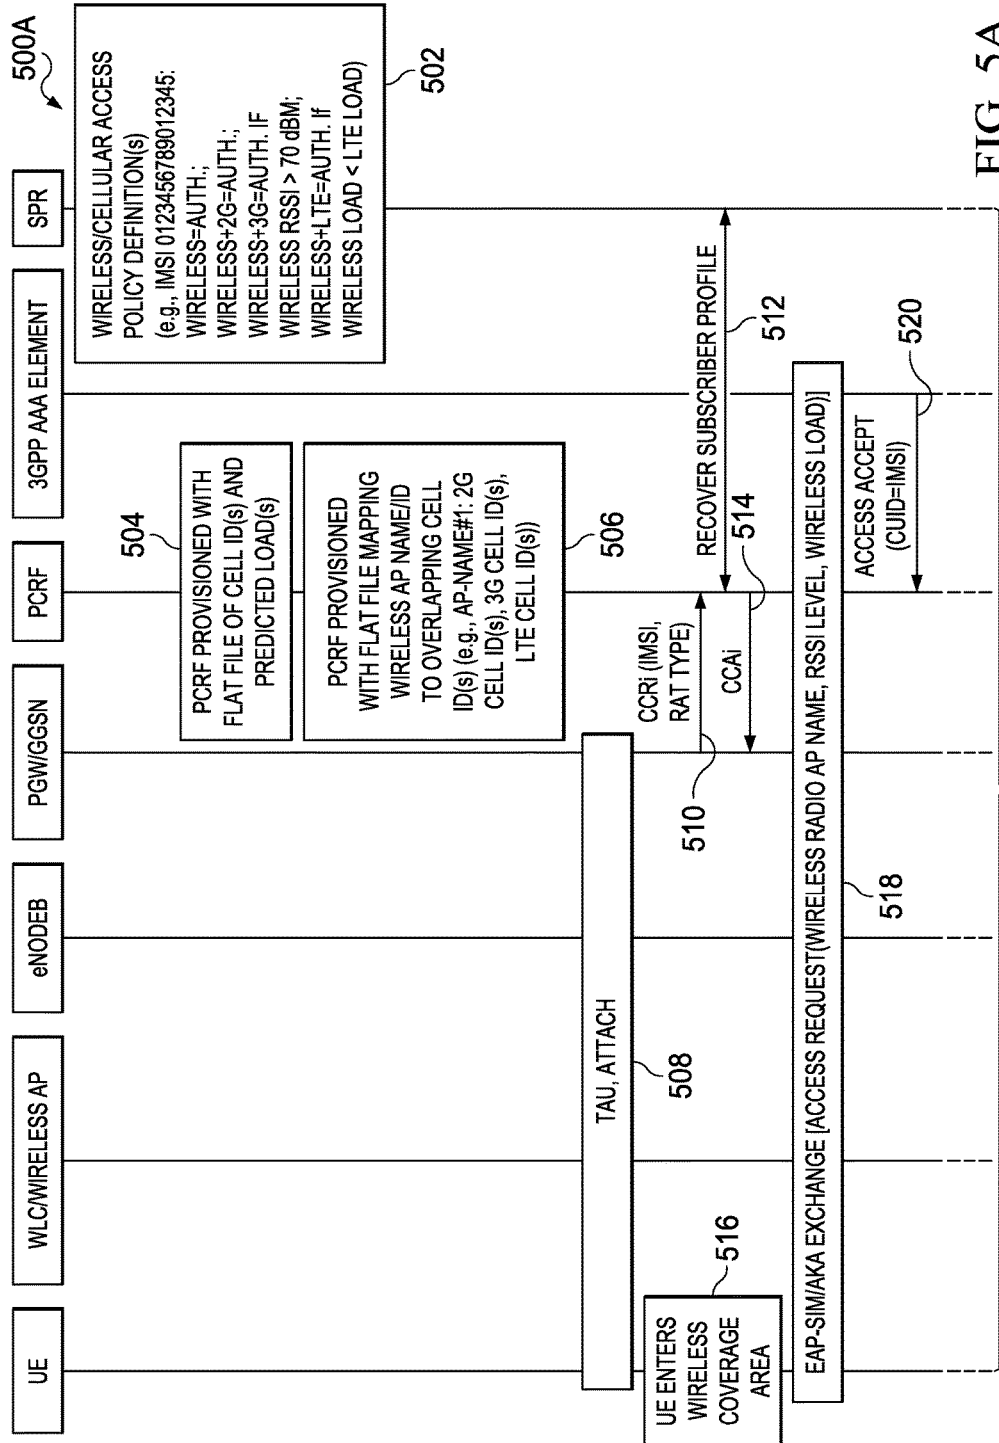 500A
UE
WLC/WIRELESS AP
eNODEB
PGW/GGSN
PCRF
3GPP AAA ELEMENT
SPR
WIRELESS/CELLULAR ACCESS
POLICY DEFINITION(s)
(e.g., IMSI 012345678901​2345:
WIRELESS=AUTH.;
WIRELESS+2G=AUTH.;
WIRELESS+3G=AUTH. IF
WIRELESS RSSI > 70 dBM;
WIRELESS+LTE=AUTH. If
WIRELESS LOAD < LTE LOAD)
502
504
PCRF PROVISIONED WITH
FLAT FILE OF CELL ID(s) AND
PREDICTED LOAD(s)
PCRF PROVISIONED
WITH FLAT FILE MAPPING
WIRELESS AP NAME/ID
TO OVERLAPPING CELL
ID(s) (e.g., AP-NAME#1: 2G
CELL ID(s), 3G CELL ID(s),
LTE CELL ID(s))
506
TAU, ATTACH
508
CCRi (IMSI,
RAT TYPE)
510
RECOVER SUBSCRIBER PROFILE
512
CCAi
514
UE ENTERS
WIRELESS
COVERAGE
AREA
516
EAP-SIM/AKA EXCHANGE [ACCESS REQUEST(WIRELESS RADIO AP NAME, RSSI LEVEL, WIRELESS LOAD)]
518
ACCESS ACCEPT
(CUID=IMSI)
520
FIG. 5A